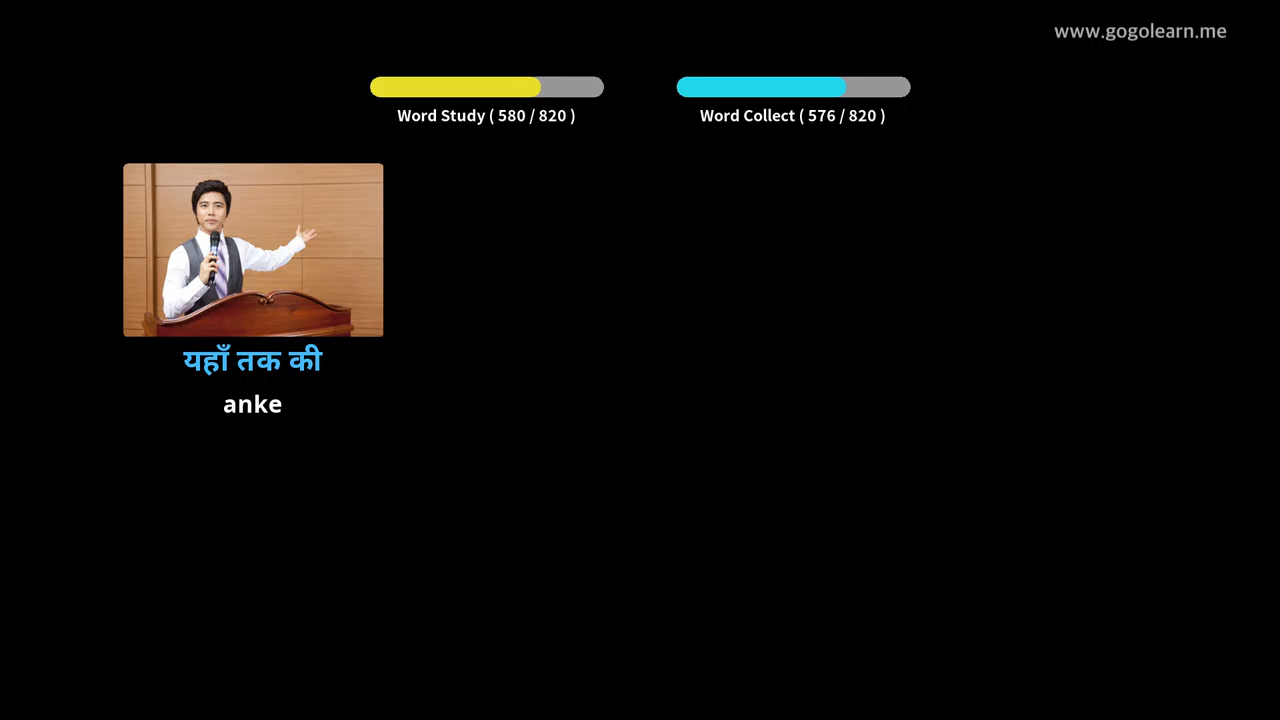 www.gogolearn.me
Word Study ( 580 / 820 )
Word Collect ( 576 / 820 )
यहाँ तक की
anke